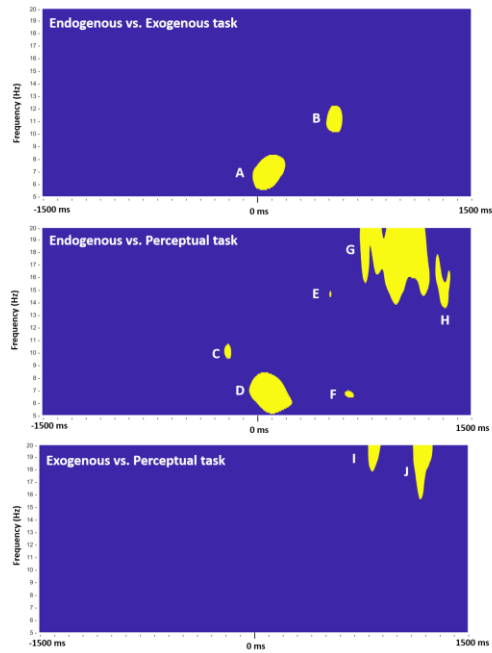 Endogenous vs. Exogenous task
Frequency (Hz)
20
19
18
17
16
15
14
13
12
11
10
9
8
7
6
5
A
B
-1500 ms
0 ms
1500 ms
Endogenous vs. Perceptual task
Frequency (Hz)
20
19
18
17
16
15
14
13
12
11
10
9
8
7
6
5
G
E
H
C
D
F
-1500 ms
0 ms
1500 ms
Exogenous vs. Perceptual task
Frequency (Hz)
20
19
18
17
16
15
14
13
12
11
10
9
8
7
6
5
I
J
-1500 ms
0 ms
1500 ms